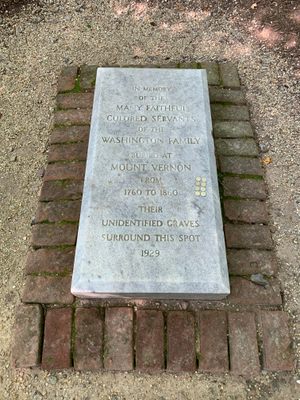 IN MEMORY
OF THE
MANY FAITHFUL
COLORED SERVANTS
OF THE
WASHINGTON FAMILY
BURIED AT
MOUNT VERNON
FROM
1760 TO 1860
THEIR
UNIDENTIFIED GRAVES
SURROUND THIS SPOT
1929